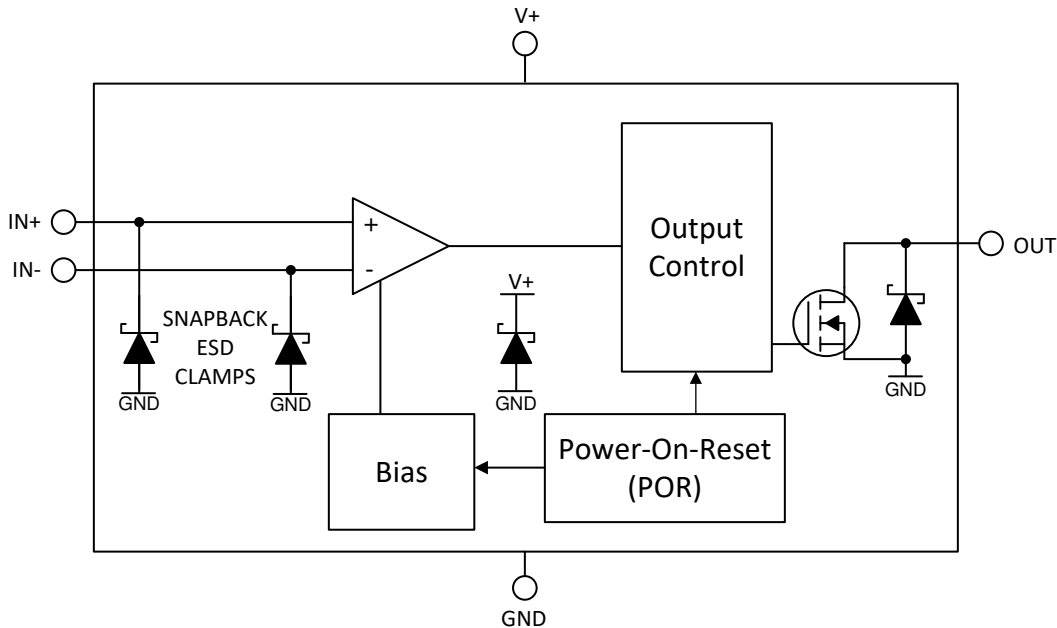 V+
IN+
IN-
+
-
Output
Control
OUT
V+
SNAPBACK
ESD
CLAMPS
GND
GND
GND
GND
Bias
Power-On-Reset
(POR)
GND